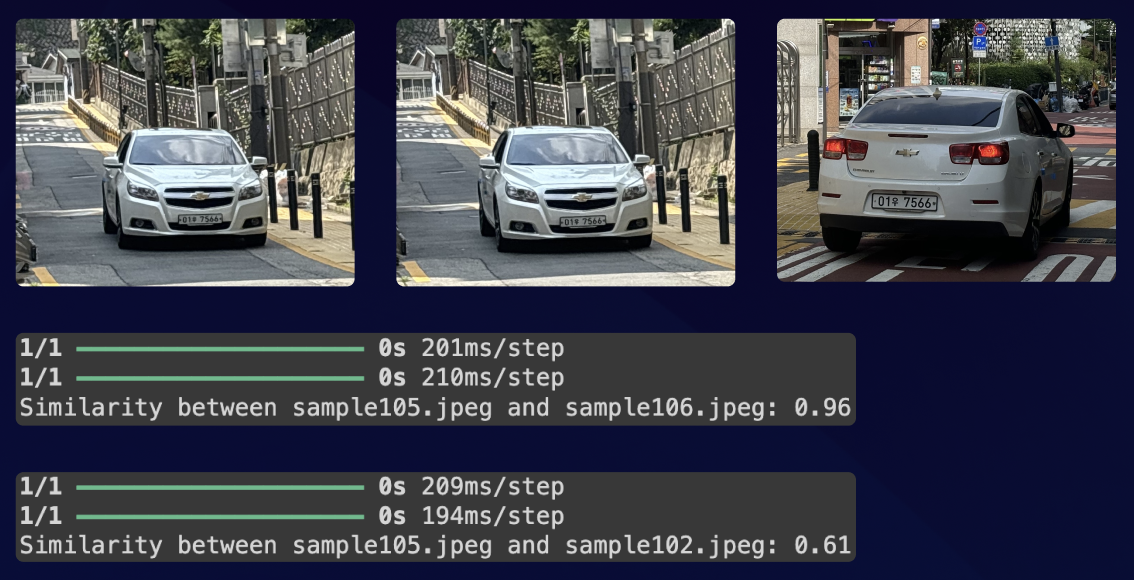 01우 7566
01우 7566
P
01우 7566
1/1 0s 201ms/step
1/1 0s 210ms/step
Similarity between sample105.jpeg and sample106.jpeg: 0.96
1/1 0s 209ms/step
1/1 0s 194ms/step
Similarity between sample105.jpeg and sample102.jpeg: 0.61